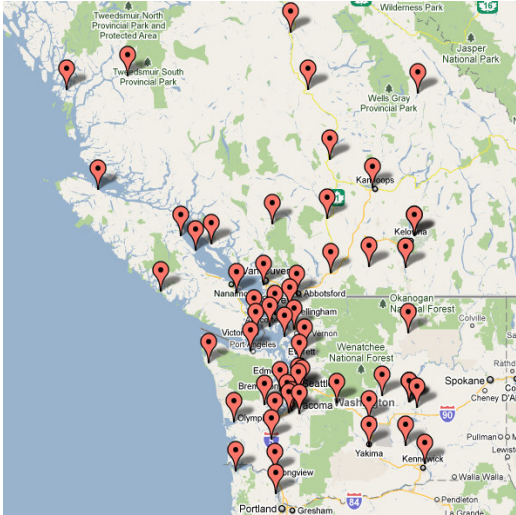 Tweedsmuir North
Provincial Park and
Protected Area
Wilderness Park
16
Jasper
National Park
Tweedsmuir South
Provincial Park
Wells Gray
Provincial Park
Kamloops
1
Kelowna
Vancouver
Nanaimo
Abbotsford
Okanogan
National Forest
Bellingham
Colville
Victoria
Vernon
Port Angeles
Wenatchee
National Forest
Everett
Edmonds
Spokane
Bremerton
Seattle
Cheney
Tacoma
Washington
90
Olympia
Pullman
Yakima
Kennewick
Longview
Walla Walla
84
Pendleton
Portland
Gresham
La Grande